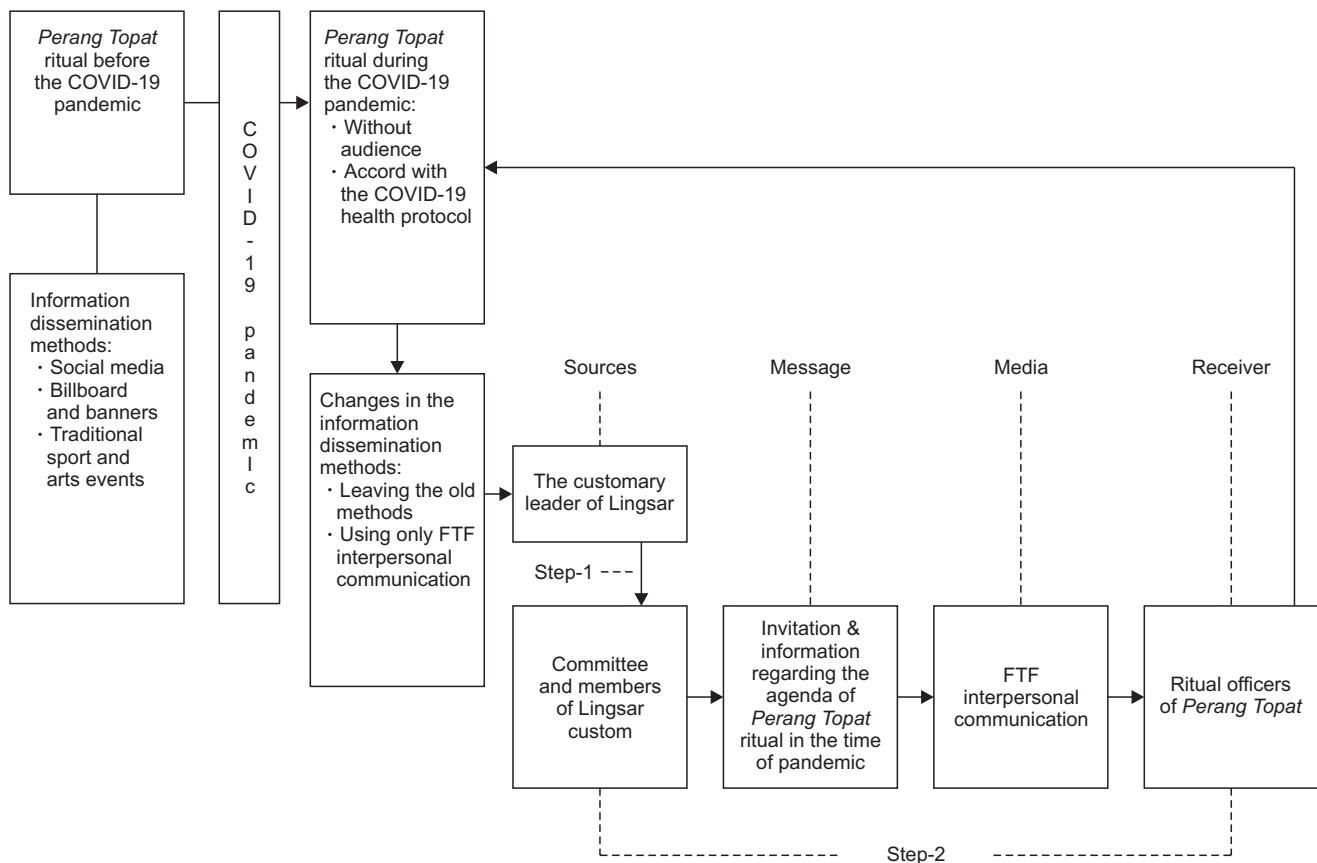 Perang Topat
ritual before
the COVID-19
pandemic
Information
dissemination
methods:
· Social media
· Billboard
and banners
· Traditional
sport and
arts events
C
O
V
I
D
-
1
9
p
a
n
d
e
m
I
c
Perang Topat
ritual during
the COVID-19
pandemic:
· Without
audience
· Accord with
the COVID-19
health protocol
Changes in the
information
dissemination
methods:
· Leaving the old
methods
· Using only FTF
interpersonal
communication
Sources
Message
Media
Receiver
The customary
leader of Lingsar
Step-1
Committee
and members
of Lingsar
custom
Invitation &
information
regarding the
agenda of
Perang Topat
ritual in the time
of pandemic
FTF
interpersonal
communication
Ritual officers
of Perang Topat
Step-2